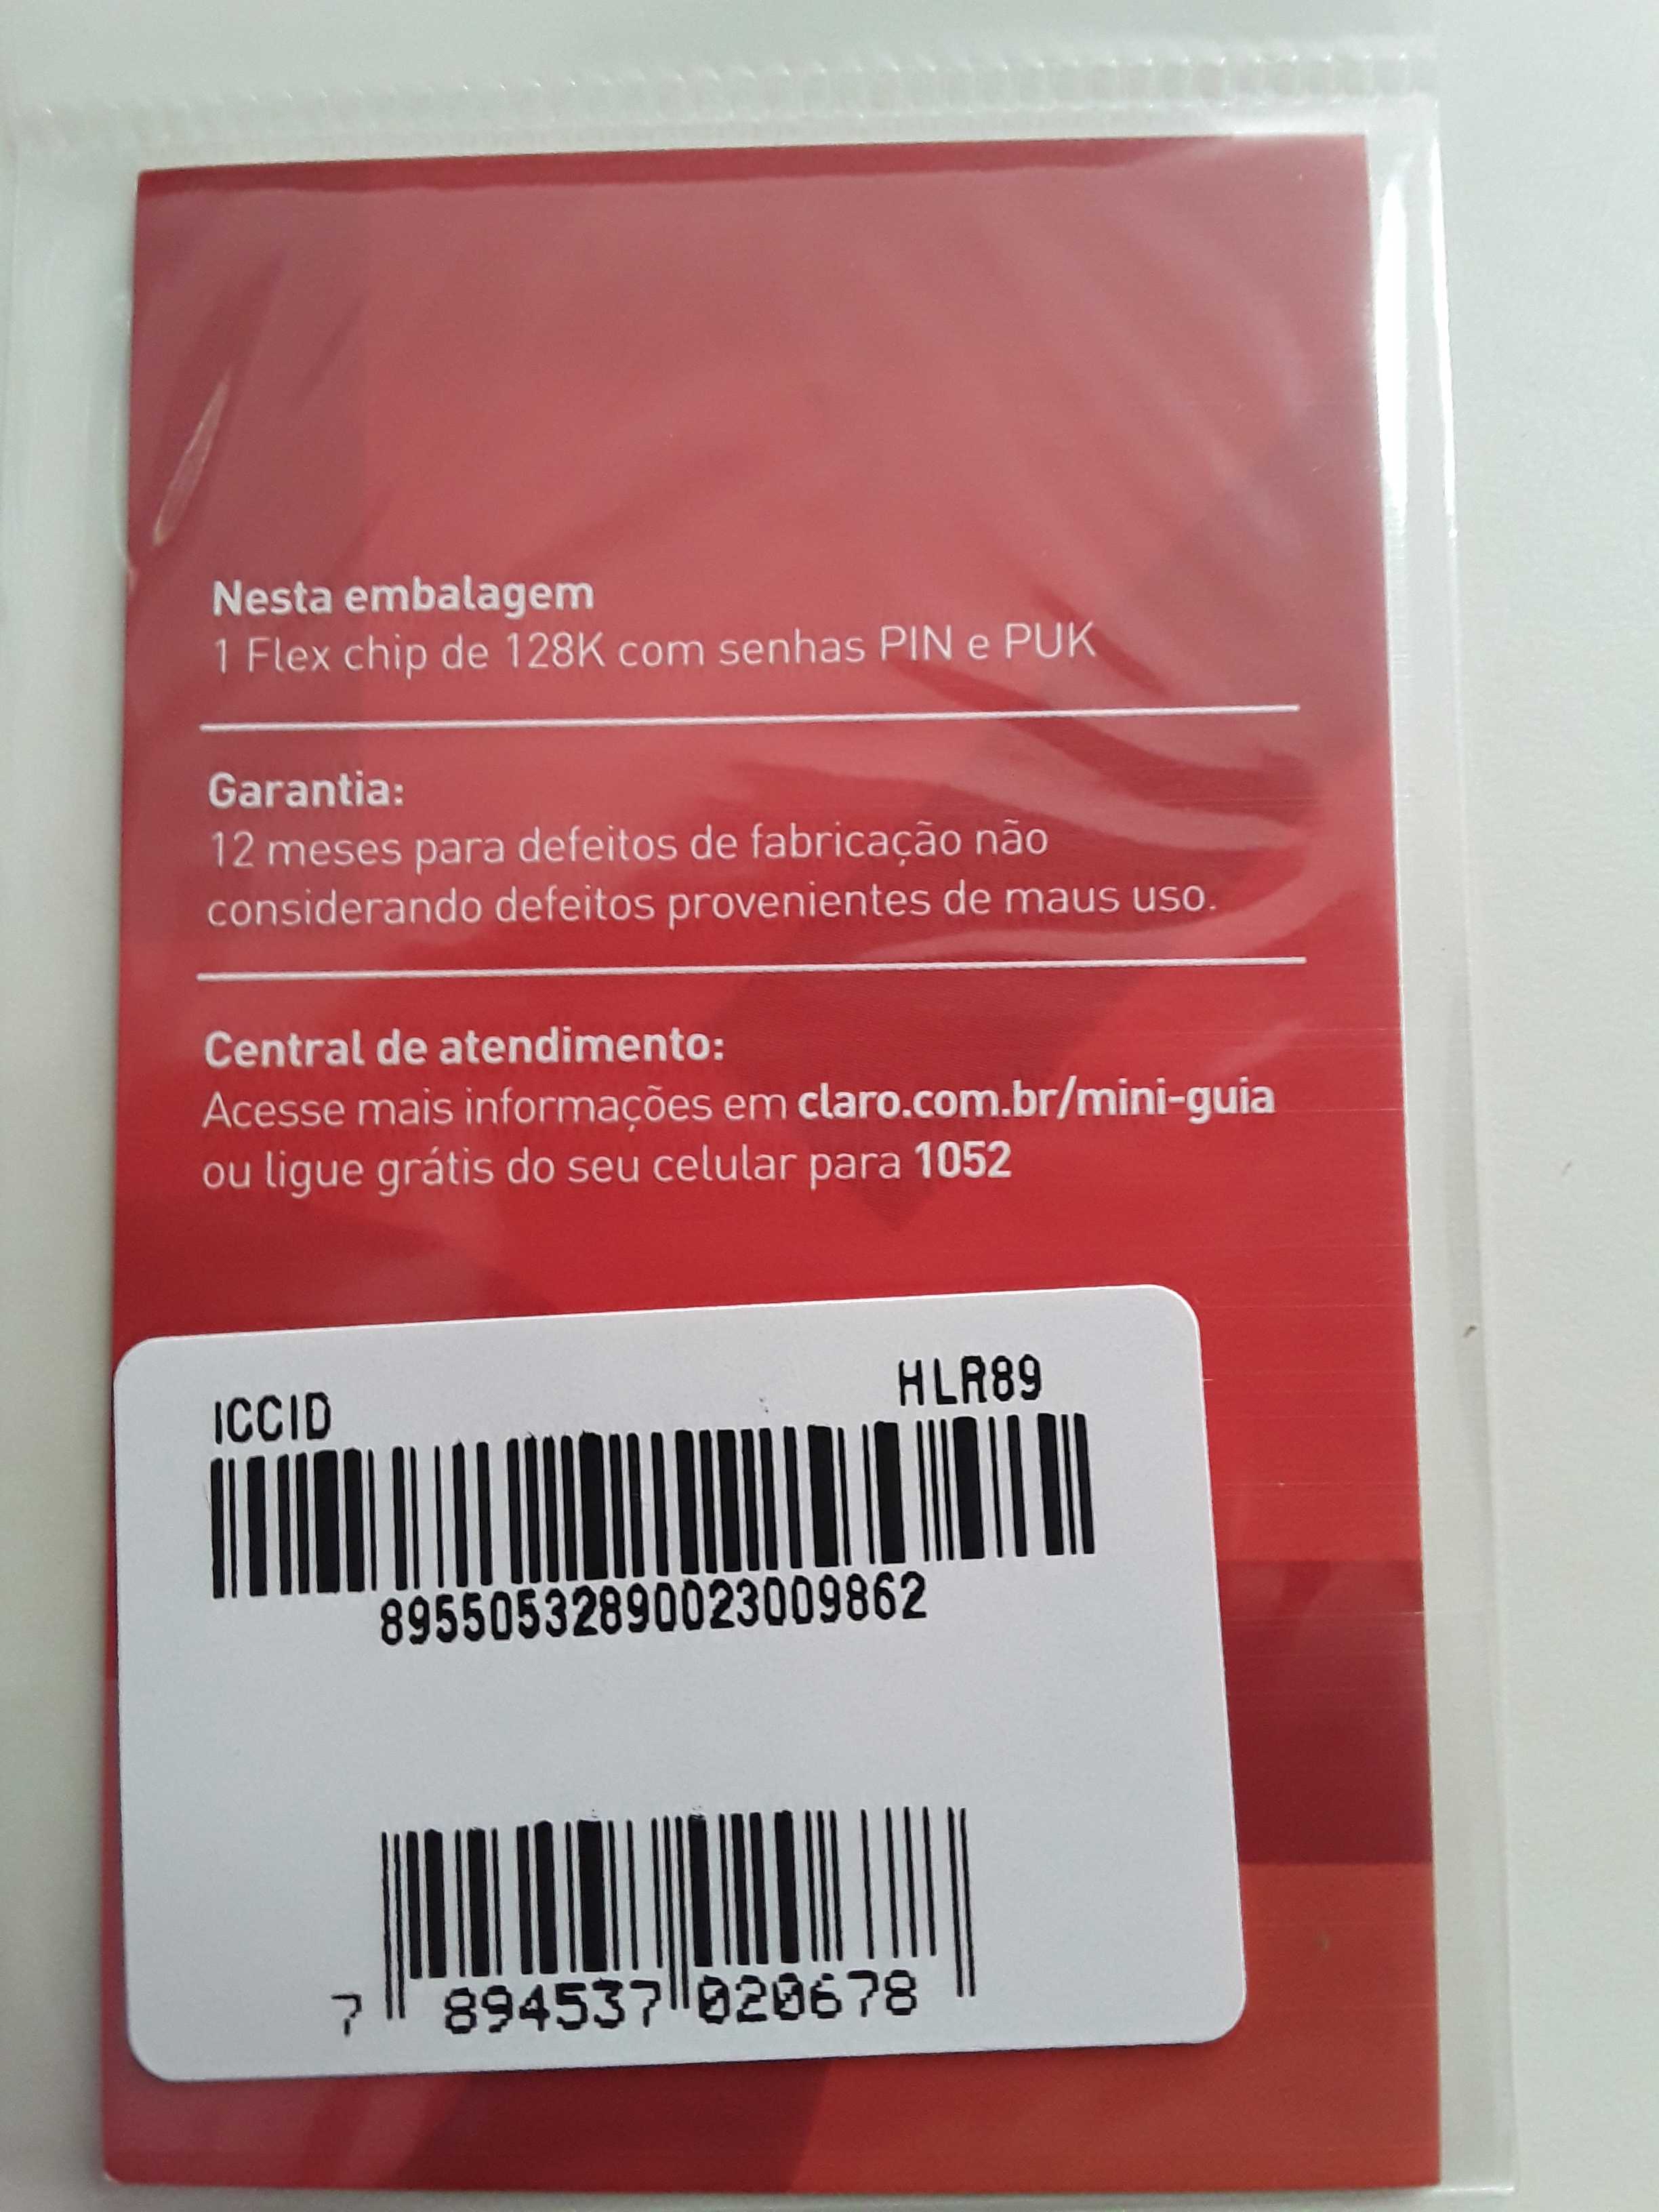 Nesta embalagem
1 Flex chip de 128K com senhas PIN e PUK
Garantia:
12 meses para defeitos de fabricação não
considerando defeitos provenientes de maus uso.
Central de atendimento:
Acesse mais informações em claro.com.br/mini-guia
ou ligue grátis do seu celular para 1052
ICCID HLR89
89550532890023009862
7 894537 020678